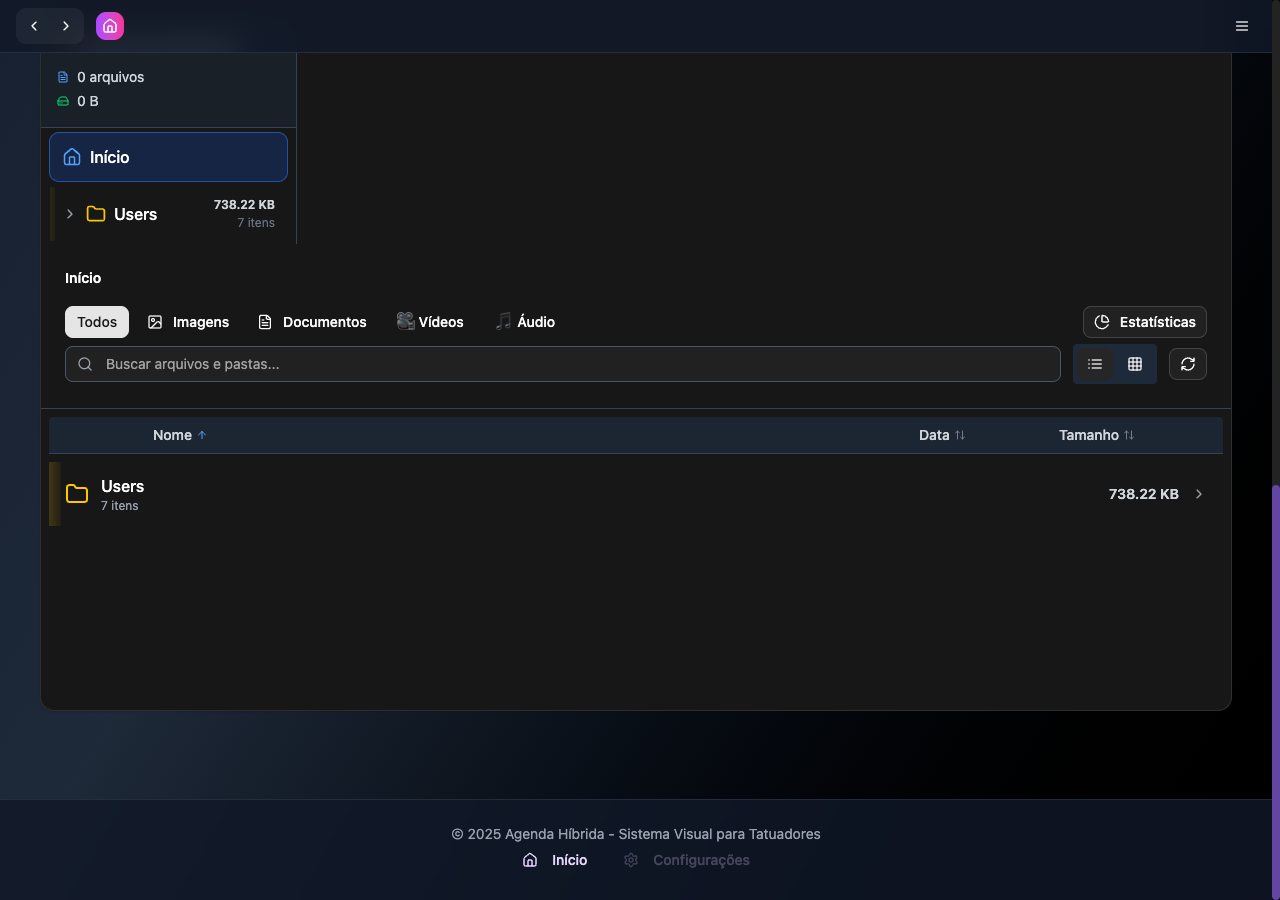 0 arquivos
0 B
Início
Users 738.22 KB
7 itens
Início
Todos Imagens Documentos Vídeos Áudio Estatísticas
Buscar arquivos e pastas...
Nome Data Tamanho
Users
7 itens
738.22 KB
© 2025 Agenda Híbrida - Sistema Visual para Tatuadores
Início Configurações